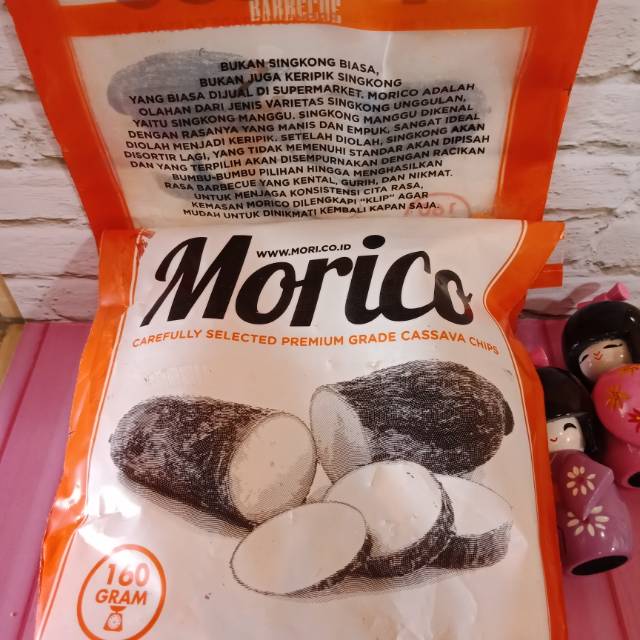 BARBECUE
BUKAN SINGKONG BIASA,
BUKAN JUGA KERIPIK SINGKONG
YANG BIASA DIJUAL DI SUPERMARKET. MORICO ADALAH
OLAHAN DARI JENIS VARIETAS SINGKONG UNGGULAN,
YAITU SINGKONG MANGGU. SINGKONG MANGGU DIKENAL
DENGAN RASANYA YANG MANIS DAN EMPUK, SANGAT IDEAL
DIOLAH MENJADI KERIPIK. SETELAH DIOLAH, SINGKONG AKAN
DISORTIR LAGI, YANG TIDAK MEMENUHI STANDAR AKAN DIPISAH
DAN YANG TERPILIH AKAN DISEMPURNAKAN DENGAN RACIKAN
BUMBU-BUMBU PILIHAN HINGGA MENGHASILKAN
RASA BARBECUE YANG KENTAL, GURIH, DAN NIKMAT.
UNTUK MENJAGA KONSISTENSI CITA RASA,
KEMASAN MORICO DILENGKAPI "KLIP" AGAR
MUDAH UNTUK DINIKMATI KEMBALI KAPAN SAJA.
WWW.MORI.CO.ID
Morico
CAREFULLY SELECTED PREMIUM GRADE CASSAVA CHIPS
160
GRAM